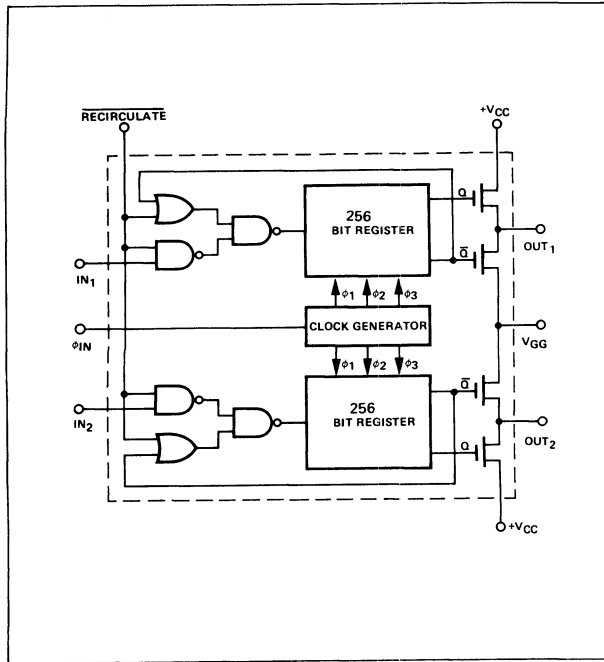 RECIRCULATE
+VCC
256
BIT REGISTER
Q
Q̅
OUT1
IN1
ϕ1 ϕ2 ϕ3
ϕIN
CLOCK GENERATOR
VGG
ϕ1 ϕ2 ϕ3
IN2
256
BIT REGISTER
Q̅
Q
OUT2
+VCC